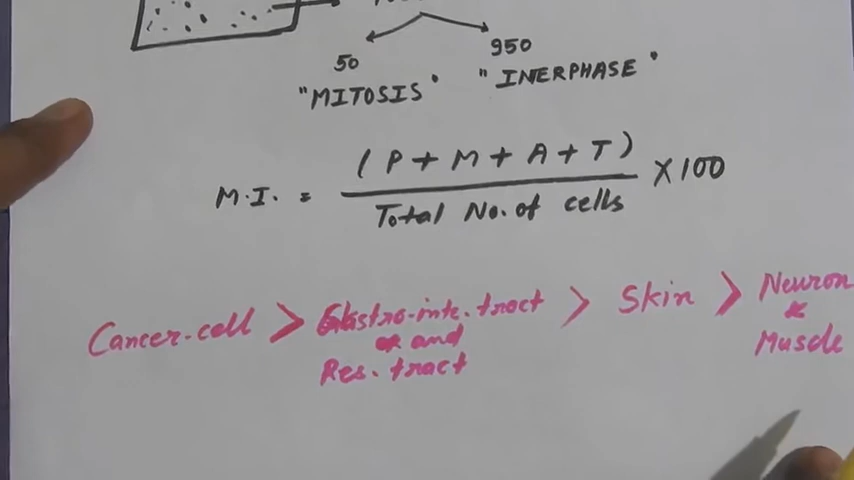 50 950
"MITOSIS" "INERPHASE"
M.I. = (P + M + A + T) / Total No. of cells X 100
Cancer-cell > Gastro-inte. tract > Skin > Neuron
and &
Res. tract Muscle